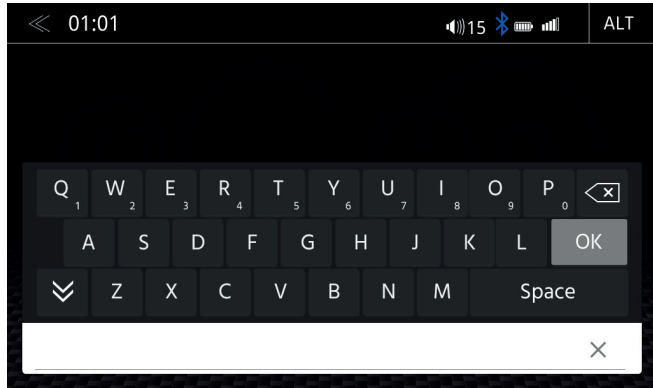 01:01 15 ALT
Q 1 W 2 E 3 R 4 T 5 Y 6 U 7 I 8 O 9 P 0
A S D F G H J K L OK
Z X C V B N M Space